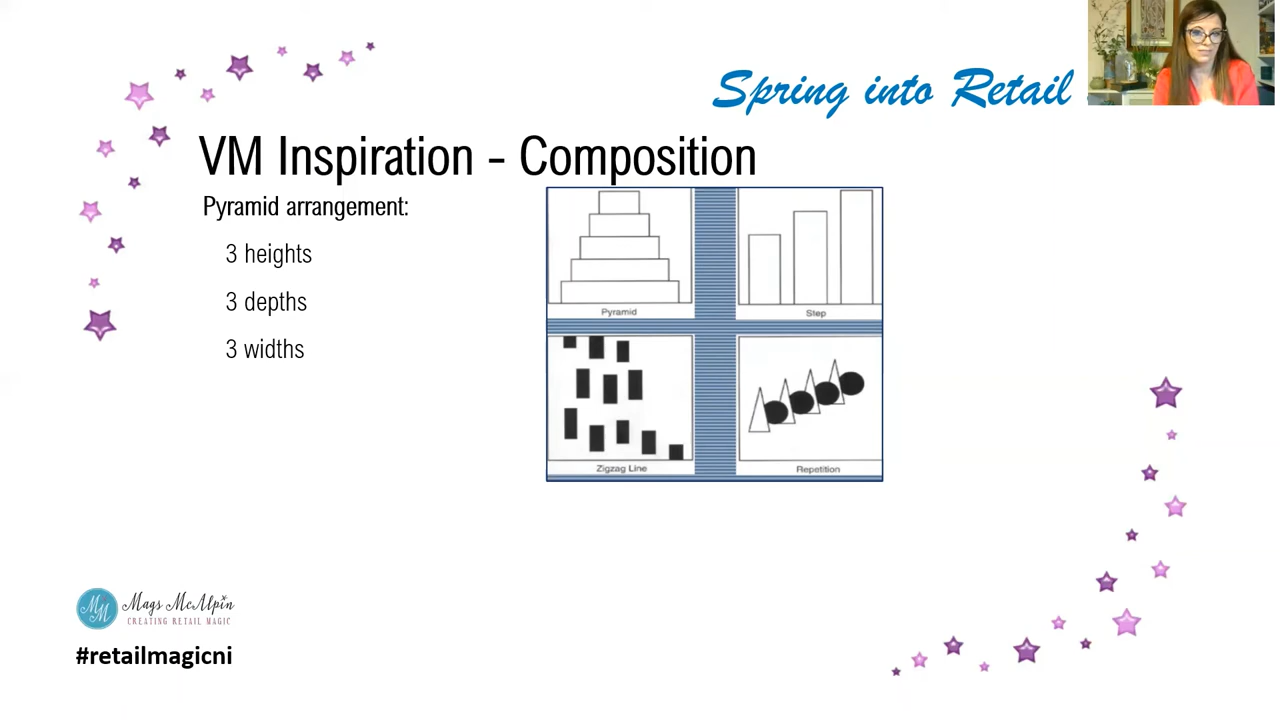 Spring into Retail
VM Inspiration - Composition
Pyramid arrangement:
3 heights
3 depths
3 widths
Pyramid
Step
Zigzag Line
Repetition
MM
Mags McAlpin
CREATING RETAIL MAGIC
#retailmagicni